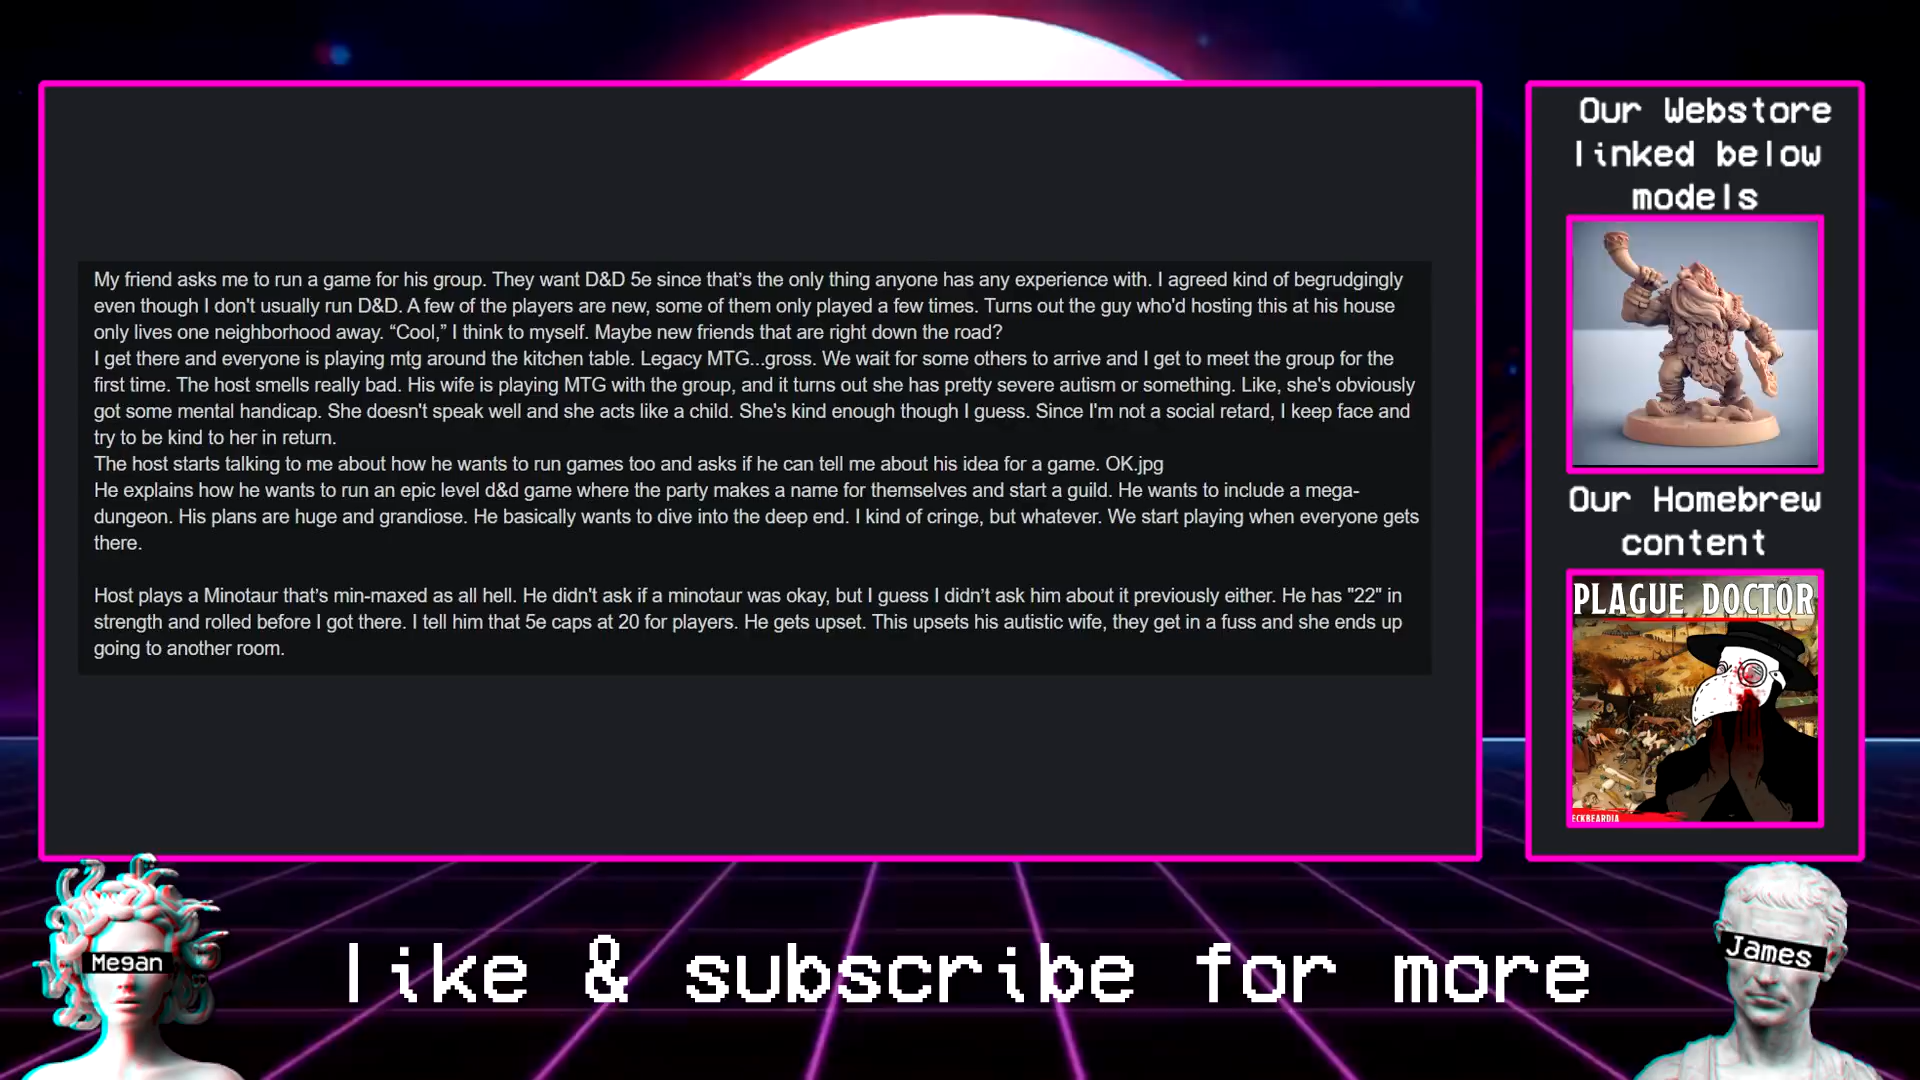 My friend asks me to run a game for his group. They want D&D 5e since that's the only thing anyone has any experience with. I agreed kind of begrudgingly
even though I don't usually run D&D. A few of the players are new, some of them only played a few times. Turns out the guy who'd hosting this at his house
only lives one neighborhood away. “Cool,” I think to myself. Maybe new friends that are right down the road?
I get there and everyone is playing mtg around the kitchen table. Legacy MTG...gross. We wait for some others to arrive and I get to meet the group for the
first time. The host smells really bad. His wife is playing MTG with the group, and it turns out she has pretty severe autism or something. Like, she's obviously
got some mental handicap. She doesn't speak well and she acts like a child. She's kind enough though I guess. Since I'm not a social retard, I keep face and
try to be kind to her in return.
The host starts talking to me about how he wants to run games too and asks if he can tell me about his idea for a game. OK.jpg
He explains how he wants to run an epic level d&d game where the party makes a name for themselves and start a guild. He wants to include a mega-
dungeon. His plans are huge and grandiose. He basically wants to dive into the deep end. I kind of cringe, but whatever. We start playing when everyone gets
there.
Host plays a Minotaur that’s min-maxed as all hell. He didn't ask if a minotaur was okay, but I guess I didn’t ask him about it previously either. He has "22" in
strength and rolled before I got there. I tell him that 5e caps at 20 for players. He gets upset. This upsets his autistic wife, they get in a fuss and she ends up
going to another room.
Our Webstore
linked below
models
Our Homebrew
content
PLAGUE DOCTOR
ECKBEARDIA
Megan
like & subscribe for more
James